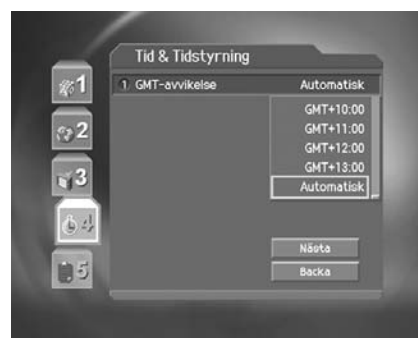 Tid & Tidstyrning
1 GMT-avvikelse Automatisk
GMT+10:00
GMT+11:00
GMT+12:00
GMT+13:00
Automatisk
1
2
3
4
5
Nästa
Backa